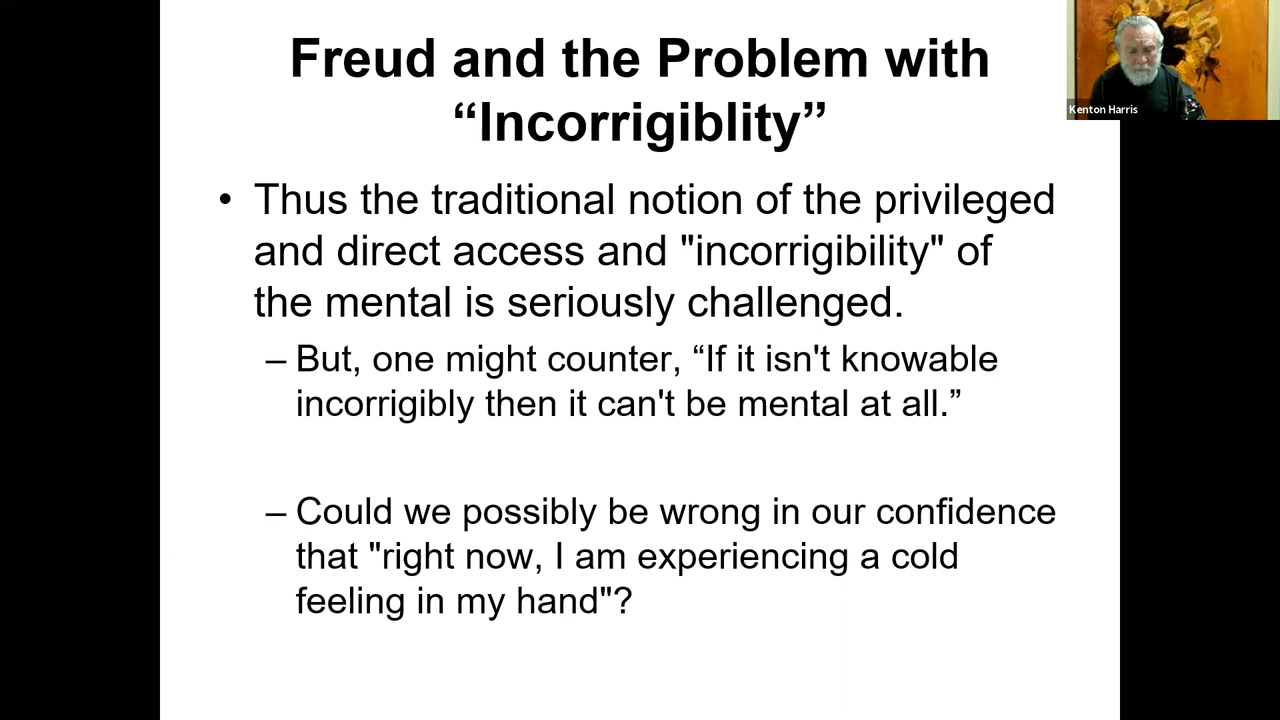 Freud and the Problem with
“Incorrigiblity”
• Thus the traditional notion of the privileged
and direct access and "incorrigibility" of
the mental is seriously challenged.
– But, one might counter, “If it isn't knowable
incorrigibly then it can't be mental at all.”
– Could we possibly be wrong in our confidence
that "right now, I am experiencing a cold
feeling in my hand"?
Kenton Harris